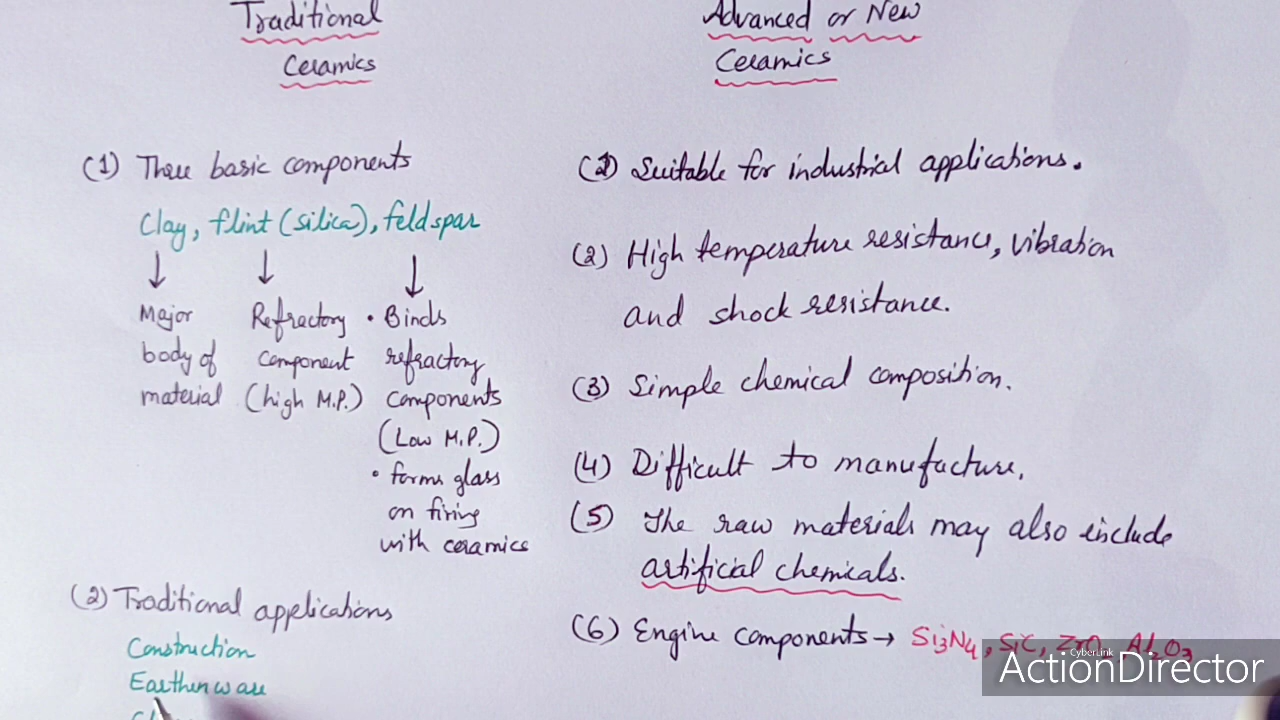 Traditional
Ceramics
(1) Three basic components
Clay, flint (silica), feldspar
↓ ↓ ↓
Major
body of
material
Refractory
component
(high M.P.)
• Binds
refractory
components
(Low M.P.)
• forms glass
on firing
with ceramics
(2) Traditional applications
Construction
Earthenware
Advanced or New
Ceramics
(1) Suitable for industrial applications.
(2) High temperature resistance, vibration
and shock resistance.
(3) Simple chemical composition.
(4) Difficult to manufacture.
(5) The raw materials may also include
artificial chemicals.
(6) Engine components → Si3N4, SiC, ZrO2, Al2O3
CyberLink
ActionDirector